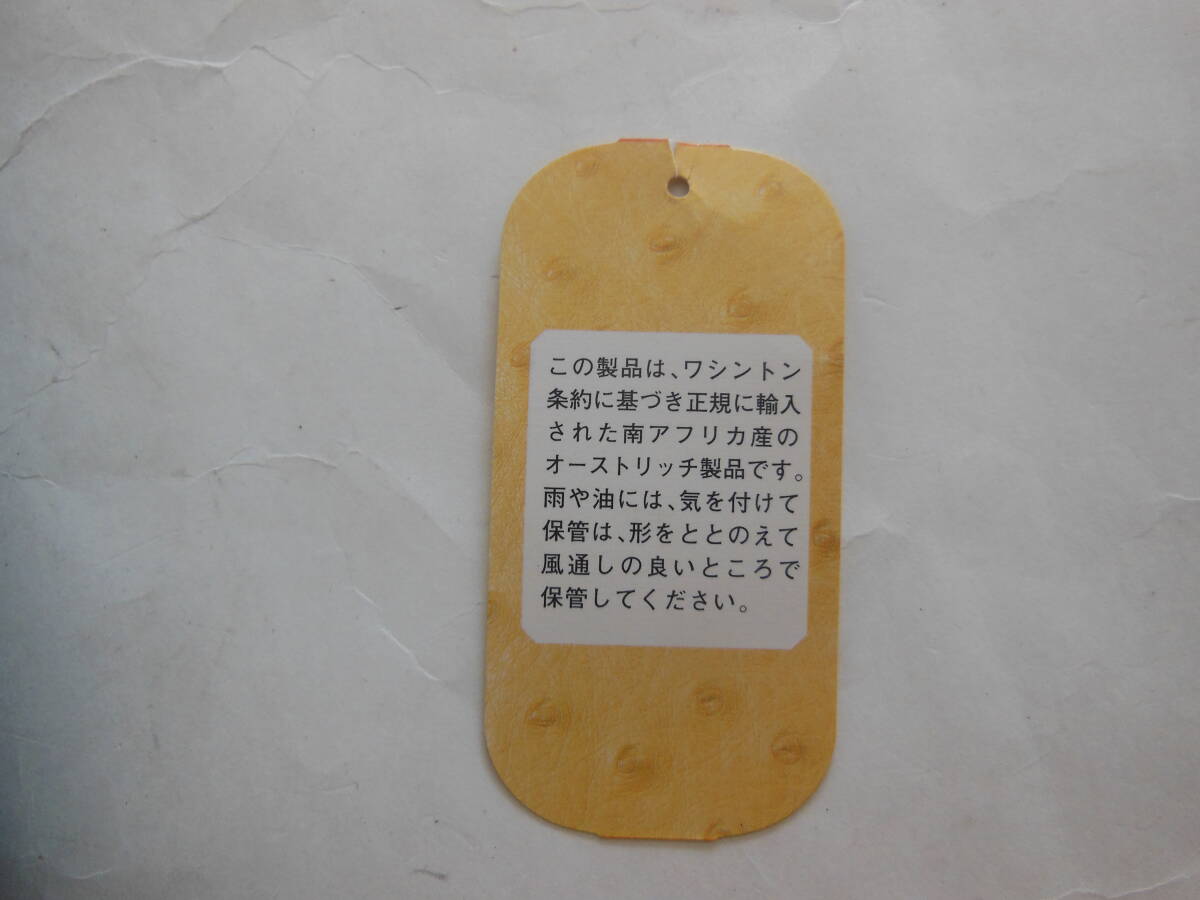 この製品は、ワシントン
条約に基づき正規に輸入
された南アフリカ産の
オーストリッチ製品です。
雨や油には、気を付けて
保管は、形をととのえて
風通しの良いところで
保管してください。